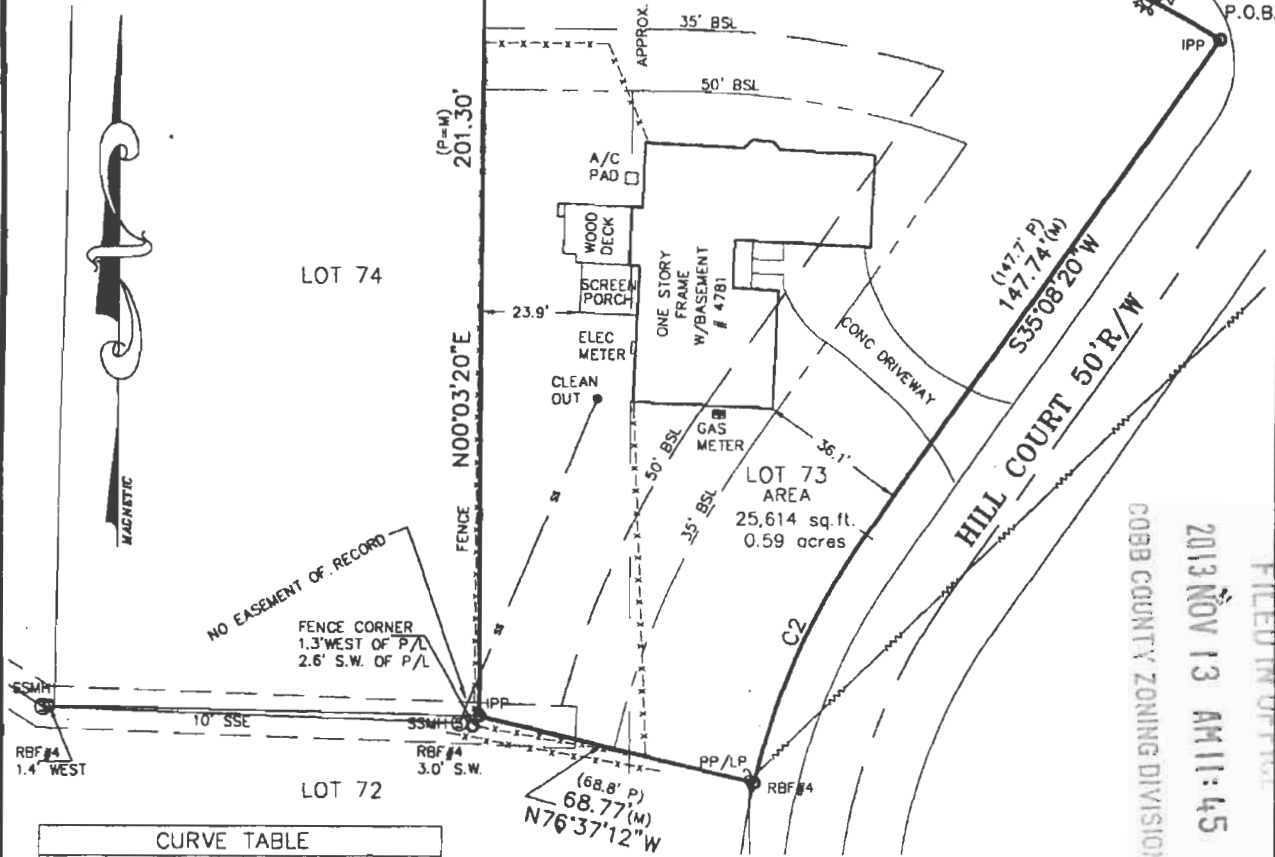 P.O.B.
IPP
35' BSL
APPROX.
50' BSL
(P=M)
201.30'
N00°03'20"E
FENCE
A/C
PAD
WOOD
DECK
SCREEN
PORCH
23.9'
ONE STORY
FRAME
W/BASEMENT
# 4781
ELEC
METER
CLEAN
OUT
GAS
METER
LOT 74
MAGNETIC
CONC DRIVEWAY
(147.7' P)
147.74'(M)
S35°08'20"W
HILL COURT 50'R/W
36.1'
LOT 73
AREA
25,614 sq.ft.
0.59 acres
50' BSL
35' BSL
SS
SS
C2
NO EASEMENT OF RECORD
FENCE CORNER
1.3'WEST OF P/L
2.6' S.W. OF P/L
SSMH
10' SSE
SSMH
IPP
RBF#4
1.4' WEST
RBF#4
3.0' S.W.
PP/LP
RBF#4
LOT 72
(68.8' P)
68.77'(M)
N76°37'12"W
CURVE TABLE
FILED IN OFFICE
2013 NOV 13 AM 11:45
COBB COUNTY ZONING DIVISION